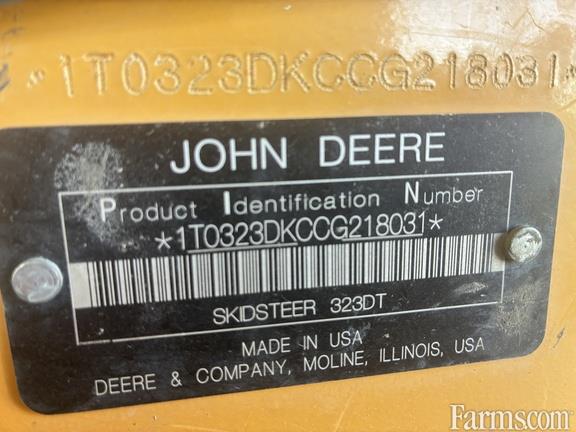 *1T0323DKCCG218031*
JOHN DEERE
Product Identification Number
*1T0323DKCCG218031*
SKIDSTEER 323DT
MADE IN USA
DEERE & COMPANY, MOLINE, ILLINOIS, USA
Farms.com